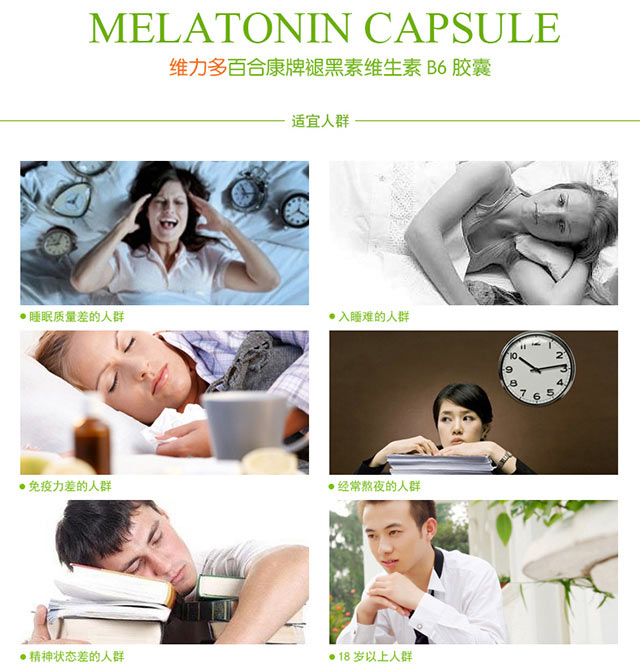 MELATONIN CAPSULE
维力多百合康牌褪黑素维生素 B6 胶囊
适宜人群
●睡眠质量差的人群
●入睡难的人群
●免疫力差的人群
●经常熬夜的人群
●精神状态差的人群
●18 岁以上人群